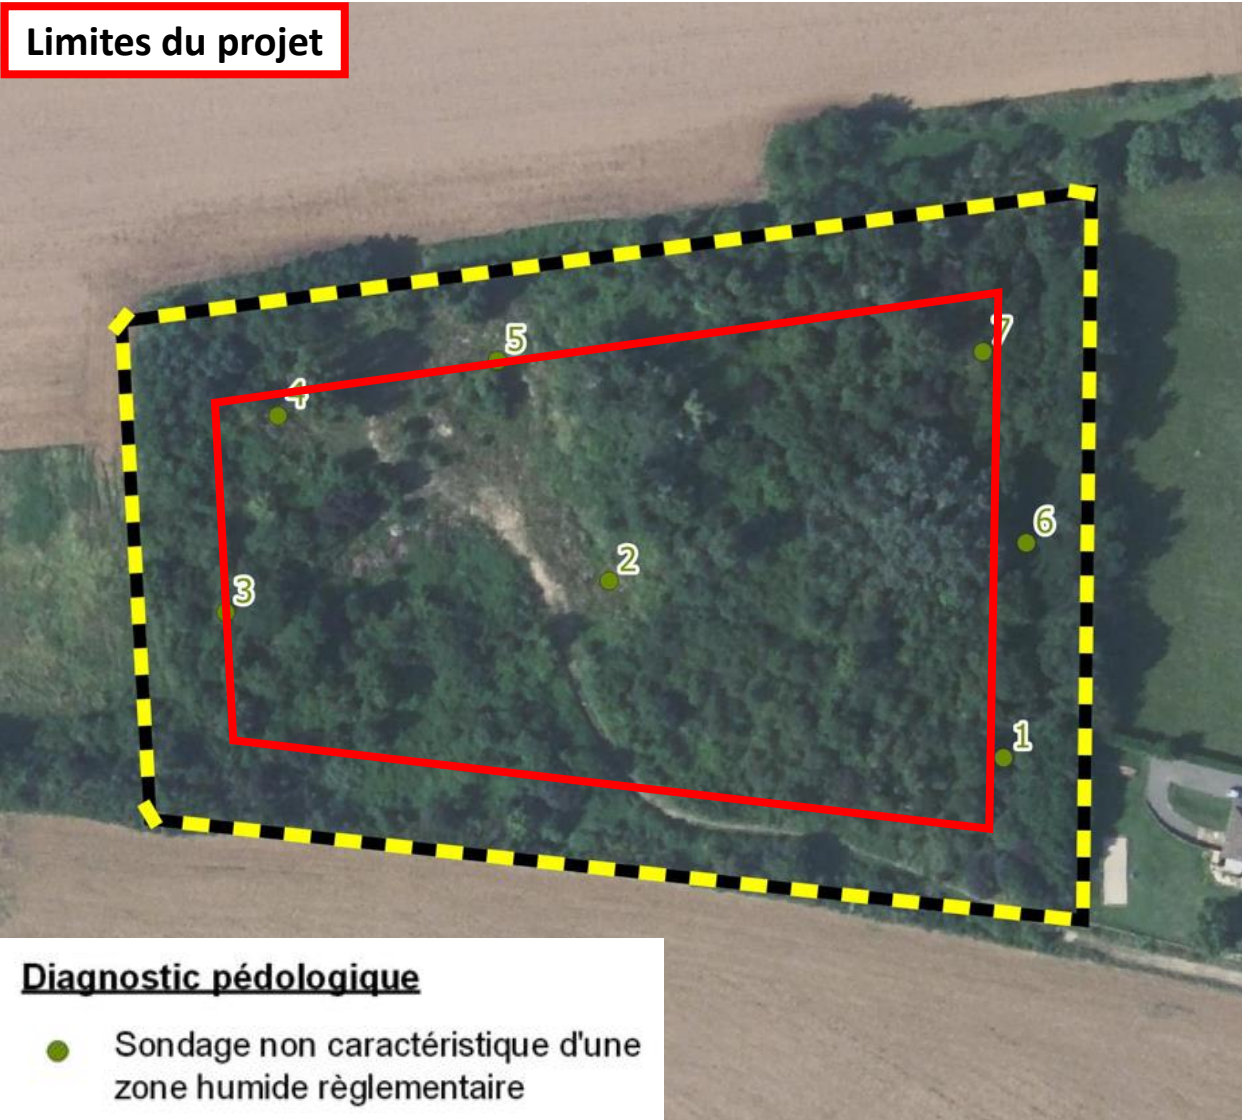 Limites du projet
5
7
4
6
2
3
1
Diagnostic pédologique
Sondage non caractéristique d'une
zone humide règlementaire